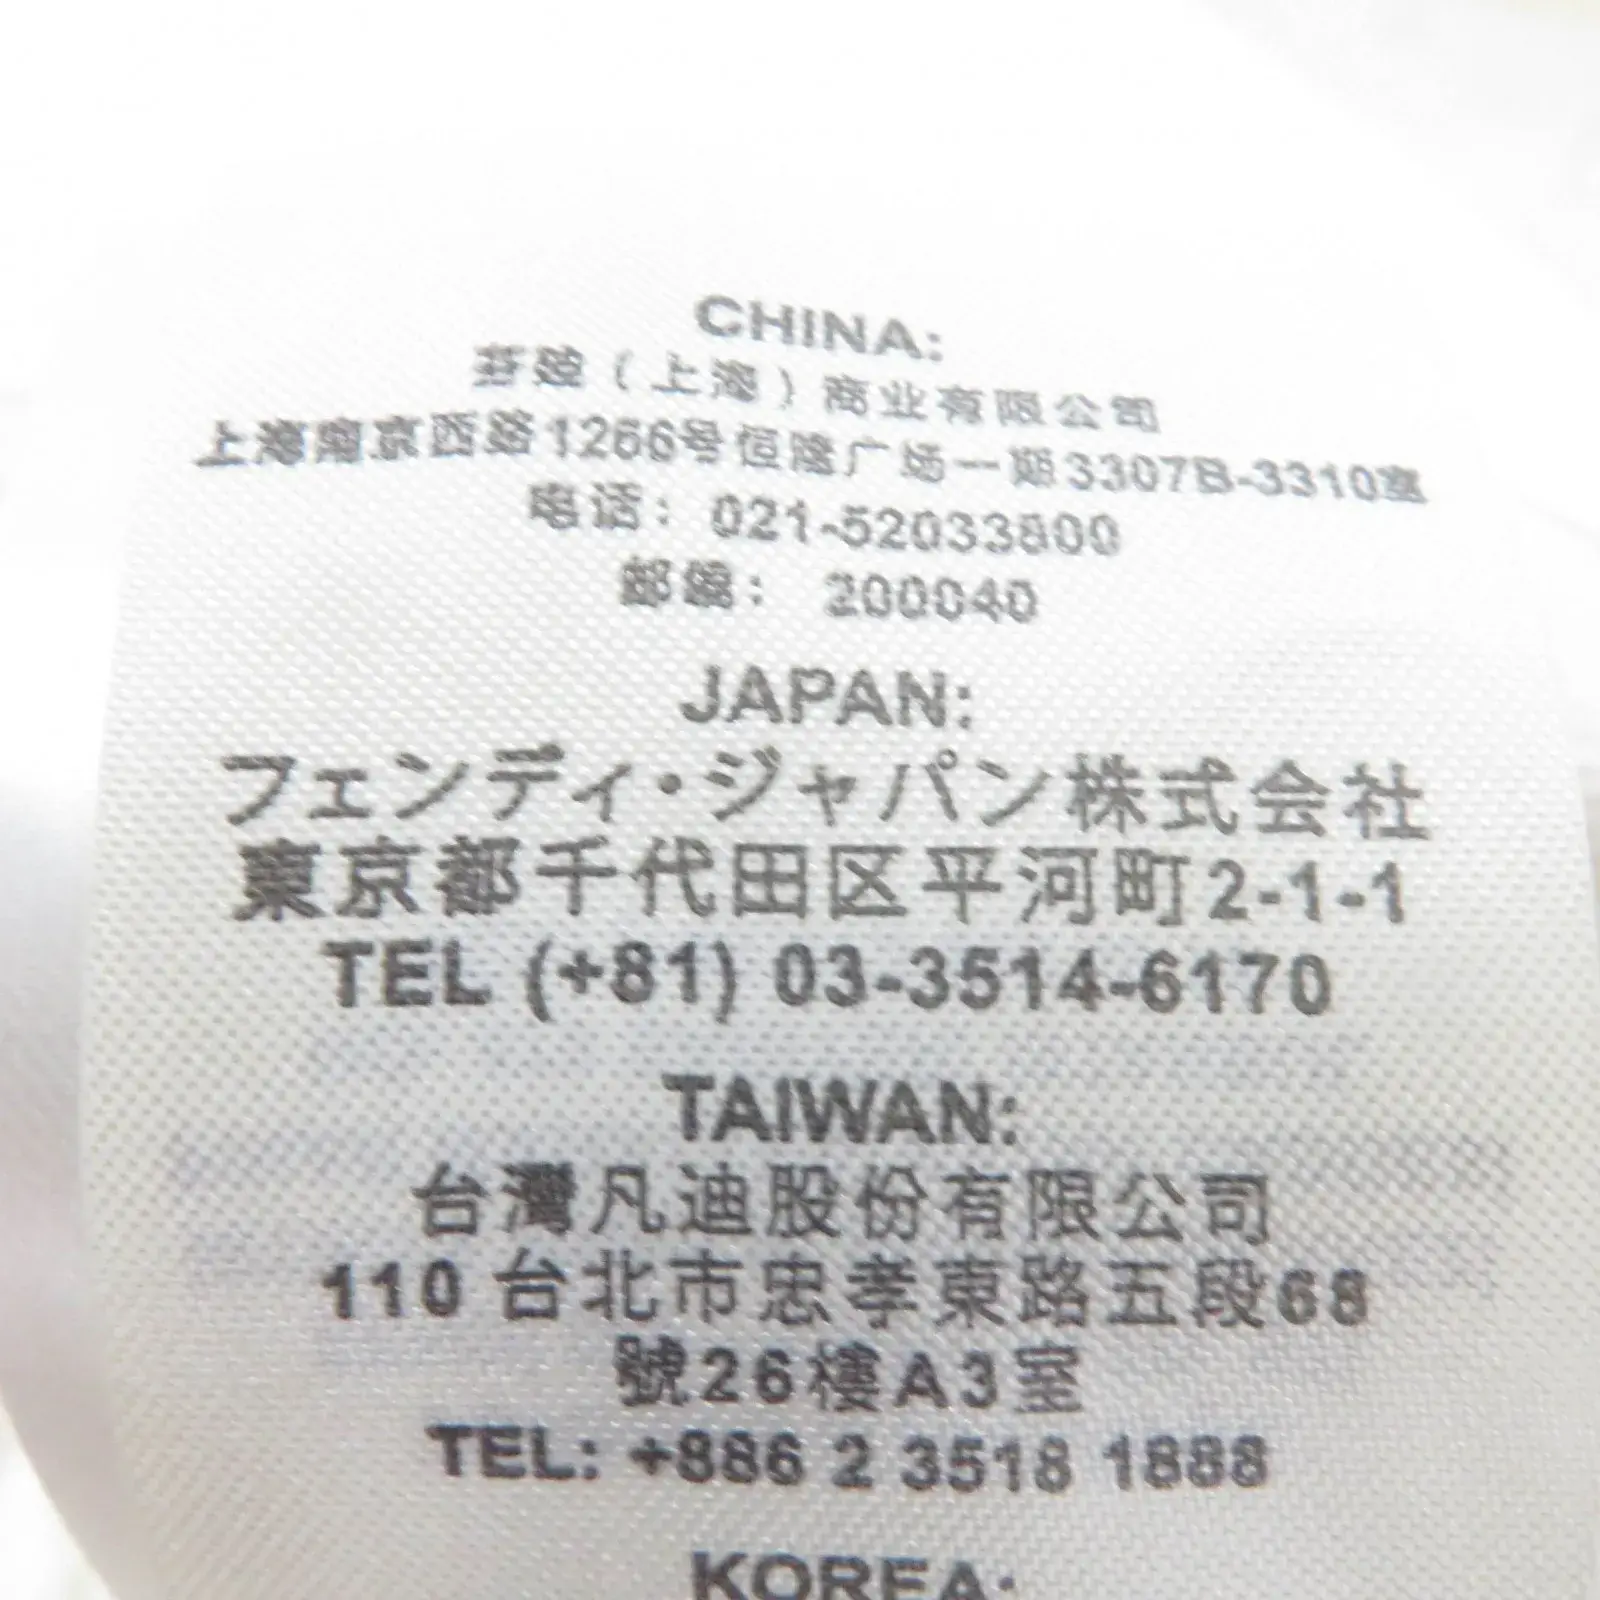 CHINA:
芬迪（上海）商业有限公司
上海南京西路1266号恒隆广场一期3307B-3310室
电话：021-52033800
邮编：200040
JAPAN:
フェンディ・ジャパン株式会社
東京都千代田区平河町2-1-1
TEL (+81) 03-3514-6170
TAIWAN:
台灣凡迪股份有限公司
110 台北市忠孝東路五段68
號26樓A3室
TEL: +886 2 3518 1888
KOREA: